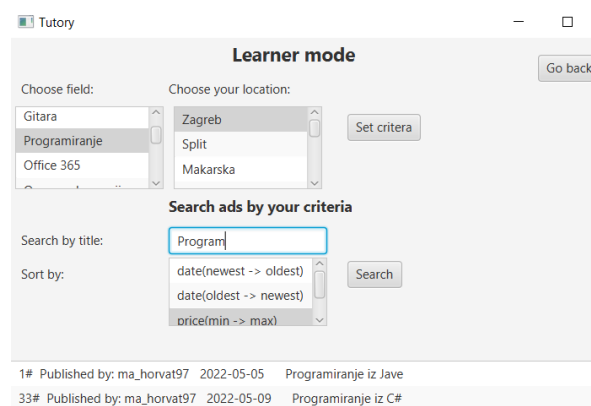 Tutory
Learner mode
Go back
Choose field:
Choose your location:
Gitara
Programiranje
Office 365
Zagreb
Split
Makarska
Set critera
Search ads by your criteria
Search by title:
Program
Sort by:
date(newest -> oldest)
date(oldest -> newest)
price(min -> max)
Search
1# Published by: ma_horvat97 2022-05-05 Programiranje iz Jave
33# Published by: ma_horvat97 2022-05-09 Programiranje iz C#